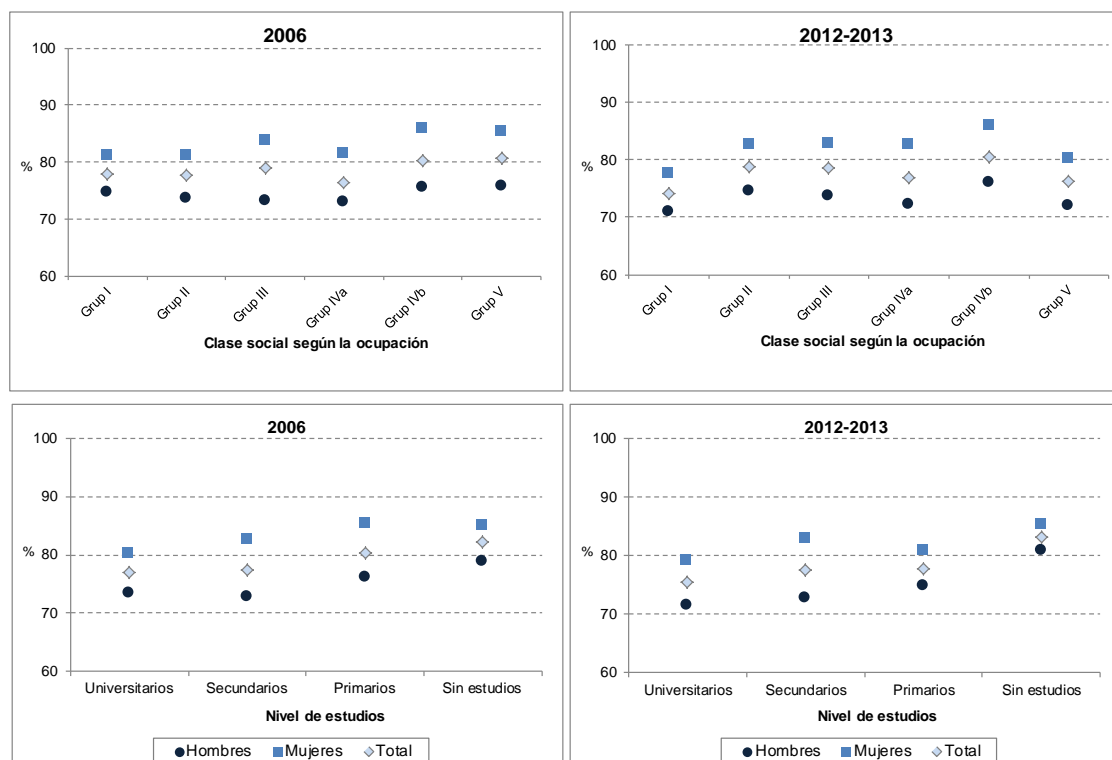 2006
100
90
80
%
70
60
Grup I
Grup II
Grup III
Grup IVa
Grup IVb
Grup V
Clase social según la ocupación
2012-2013
100
90
80
%
70
60
Grup I
Grup II
Grup III
Grup IVa
Grup IVb
Grup V
Clase social según la ocupación
2006
100
90
80
%
70
60
Universitarios Secundarios Primarios Sin estudios
Nivel de estudios
Hombres Mujeres Total
2012-2013
100
90
80
%
70
60
Universitarios Secundarios Primarios Sin estudios
Nivel de estudios
Hombres Mujeres Total